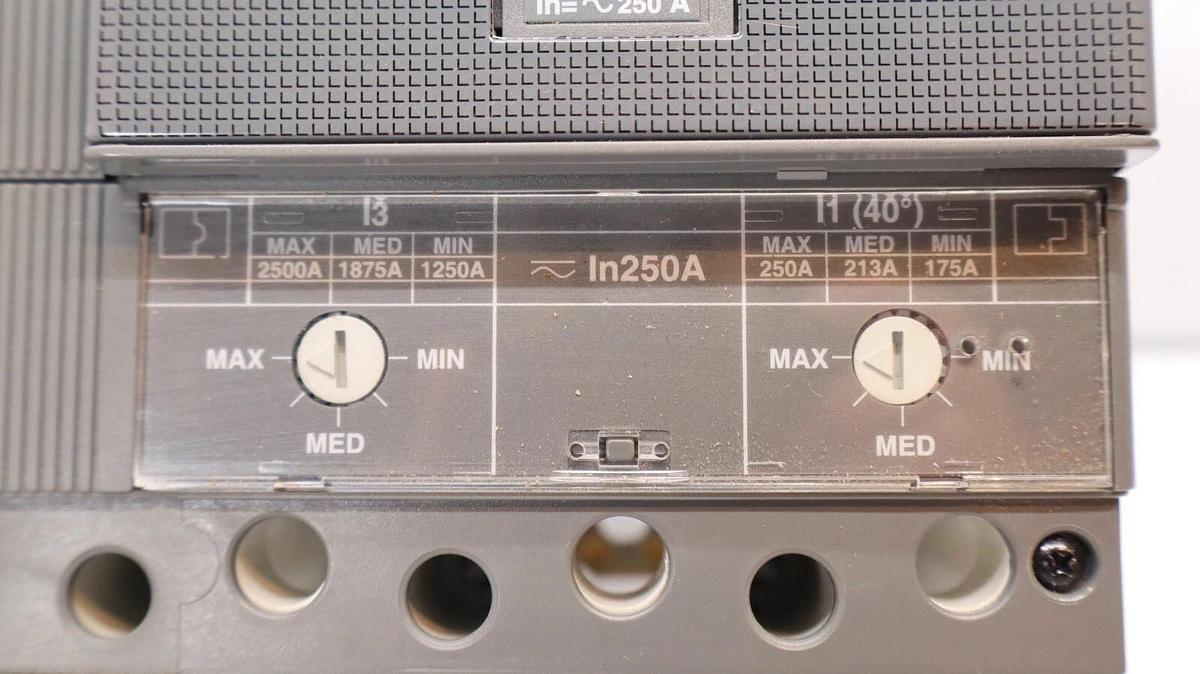 In= ~ 250 A
I3
MAX MED MIN
2500A 1875A 1250A
In250A
I1 (40°)
MAX MED MIN
250A 213A 175A
MAX MIN
MED
MAX MIN
MED